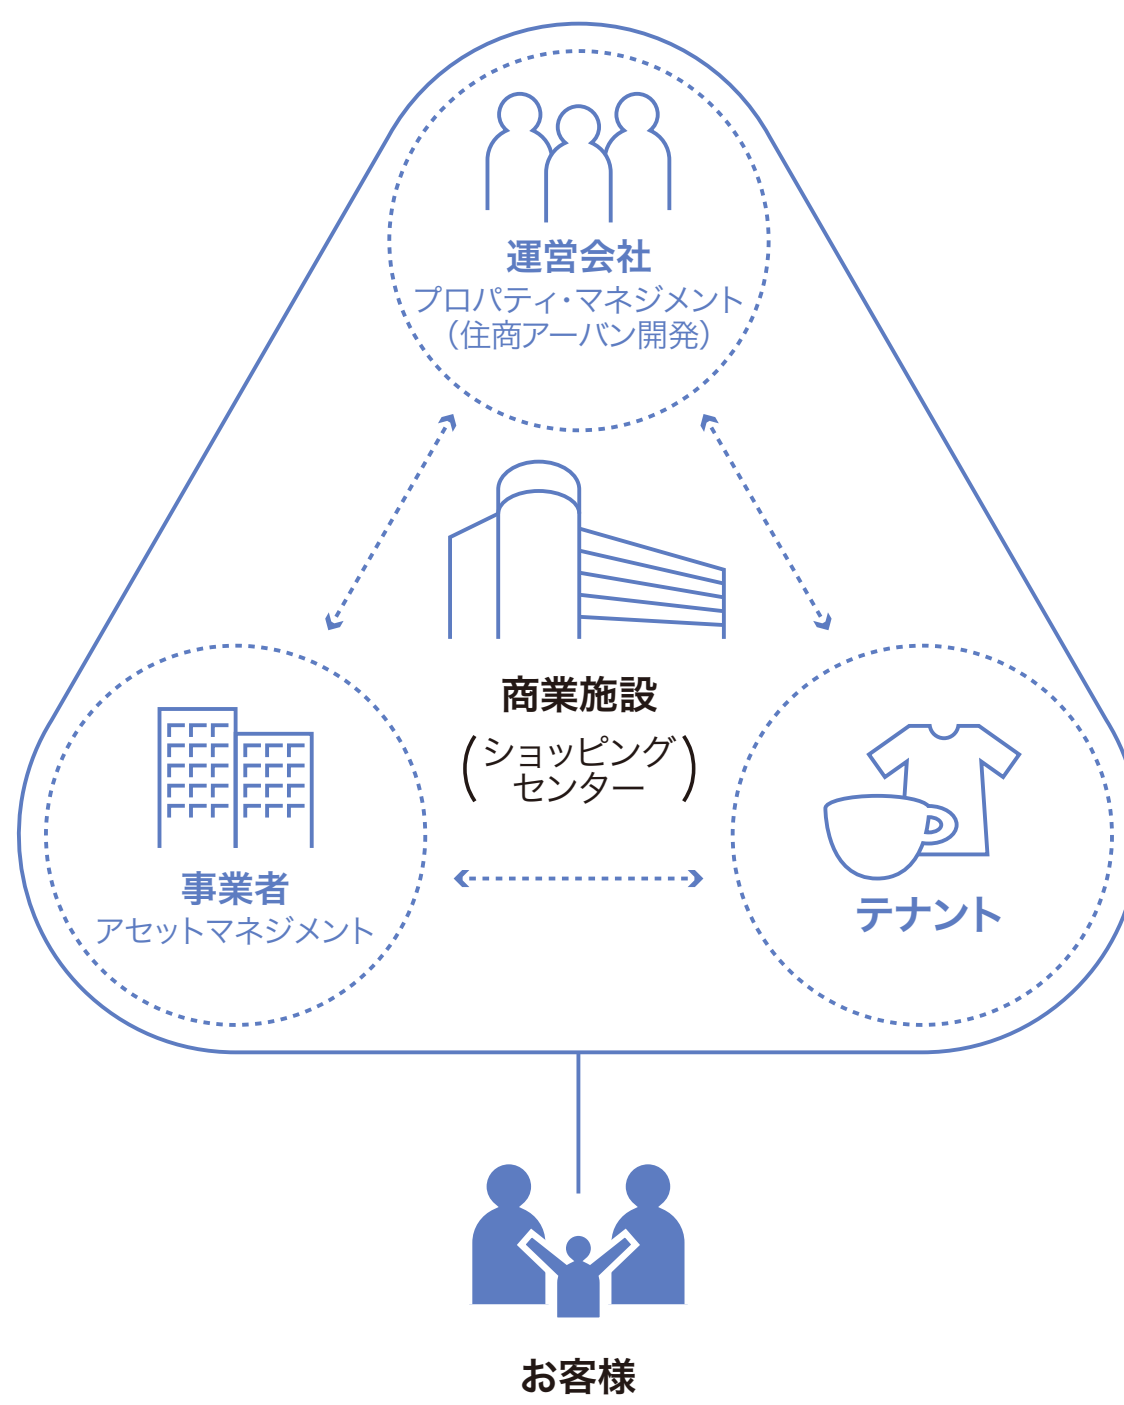 運営会社
プロパティ・マネジメント
（住商アーバン開発）
商業施設
（ショッピング
センター）
事業者
アセットマネジメント
テナント
お客様